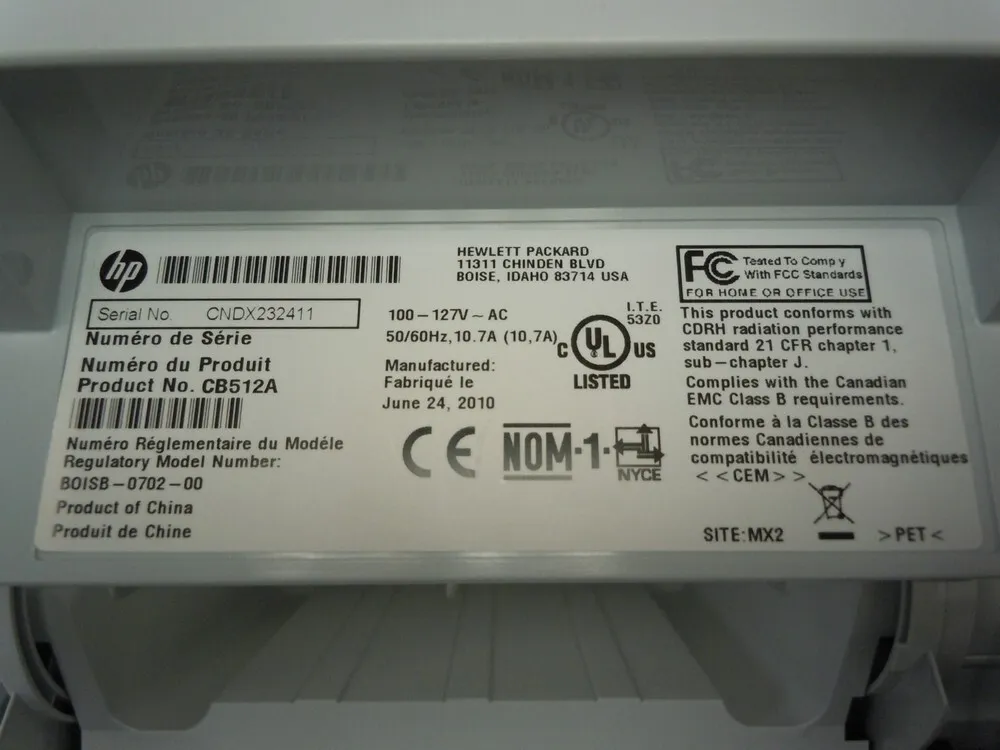 hp
Serial No. CNDX232411
Numéro de Série
Numéro du Produit
Product No. CB512A
Numéro Réglementaire du Modéle
Regulatory Model Number:
BOISB-0702-00
Product of China
Produit de Chine
HEWLETT PACKARD
11311 CHINDEN BLVD
BOISE, IDAHO 83714 USA
100-127V~AC
50/60Hz,10.7A (10,7A)
Manufactured:
Fabriqué le
June 24, 2010
I.T.E.
53Z0
C UL US
LISTED
CE
NOM-1-
NYCE
FC Tested To Comply
With FCC Standards
FOR HOME OR OFFICE USE
This product conforms with
CDRH radiation performance
standard 21 CFR chapter 1,
sub-chapter J.
Complies with the Canadian
EMC Class B requirements.
Conforme à la Classe B des
normes Canadiennes de
compatibilité électromagnétiques
<<CEM>>
SITE:MX2
>PET<